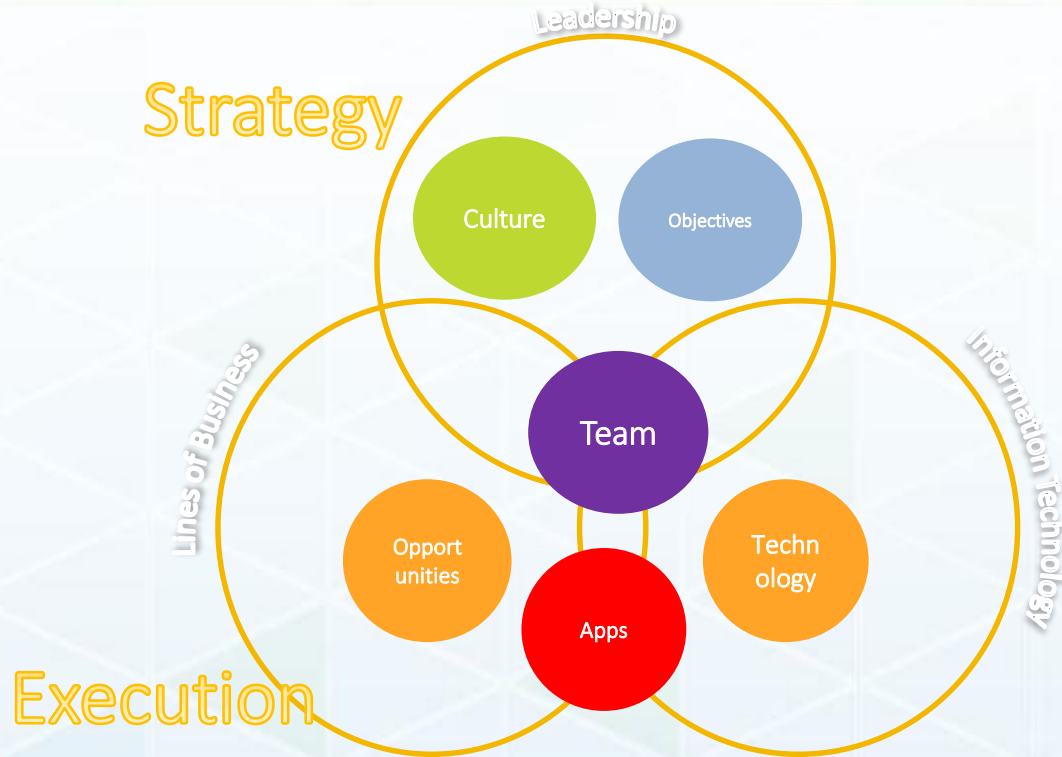 Leadership
Strategy
Culture
Objectives
Lines of Business
Information Technology
Team
Opport
unities
Techn
ology
Apps
Execution